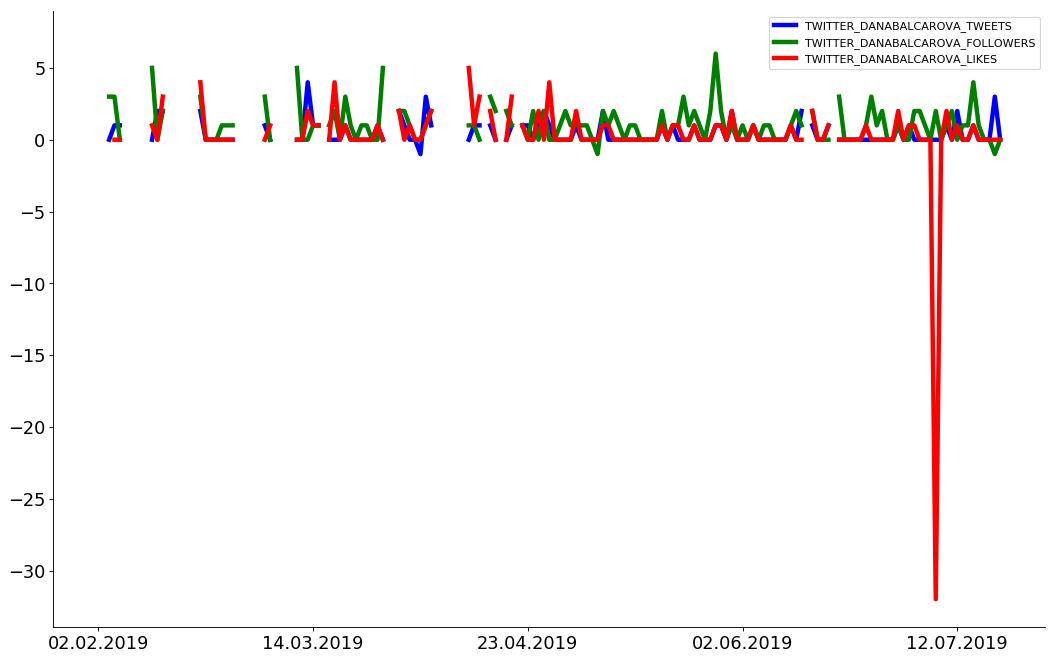 TWITTER_DANABALCAROVA_TWEETS
TWITTER_DANABALCAROVA_FOLLOWERS
TWITTER_DANABALCAROVA_LIKES
5
0
−5
−10
−15
−20
−25
−30
02.02.2019 14.03.2019 23.04.2019 02.06.2019 12.07.2019